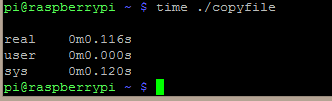 pi@raspberrypi ~ $ time ./copyfile
real 0m0.116s
user 0m0.000s
sys 0m0.120s
pi@raspberrypi ~ $